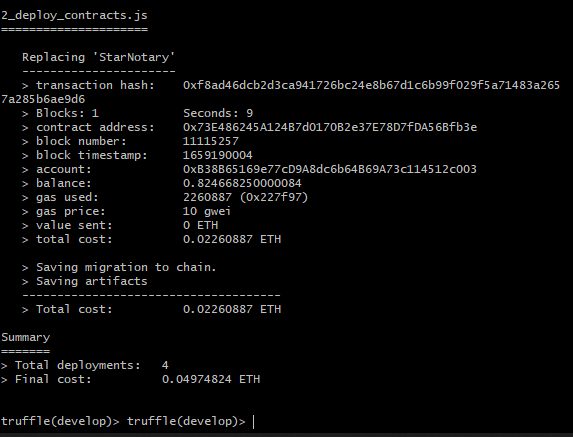 2_deploy_contracts.js
=====================
Replacing 'StarNotary'
----------------------
> transaction hash:    0xf8ad46dcb2d3ca941726bc24e8b67d1c6b99f029f5a71483a265
7a285b6ae9d6
> Blocks: 1            Seconds: 9
> contract address:    0x73E486245A124B7d0170B2e37E78D7fDA56Bfb3e
> block number:        11115257
> block timestamp:     1659190004
> account:             0xB38B65169e77cD9A8dc6b64B69A73c114512c003
> balance:             0.824668250000084
> gas used:            2260887 (0x227f97)
> gas price:           10 gwei
> value sent:          0 ETH
> total cost:          0.02260887 ETH
> Saving migration to chain.
> Saving artifacts
-------------------------------------
> Total cost:          0.02260887 ETH
Summary
=======
> Total deployments:   4
> Final cost:          0.04974824 ETH
truffle(develop)> truffle(develop)>